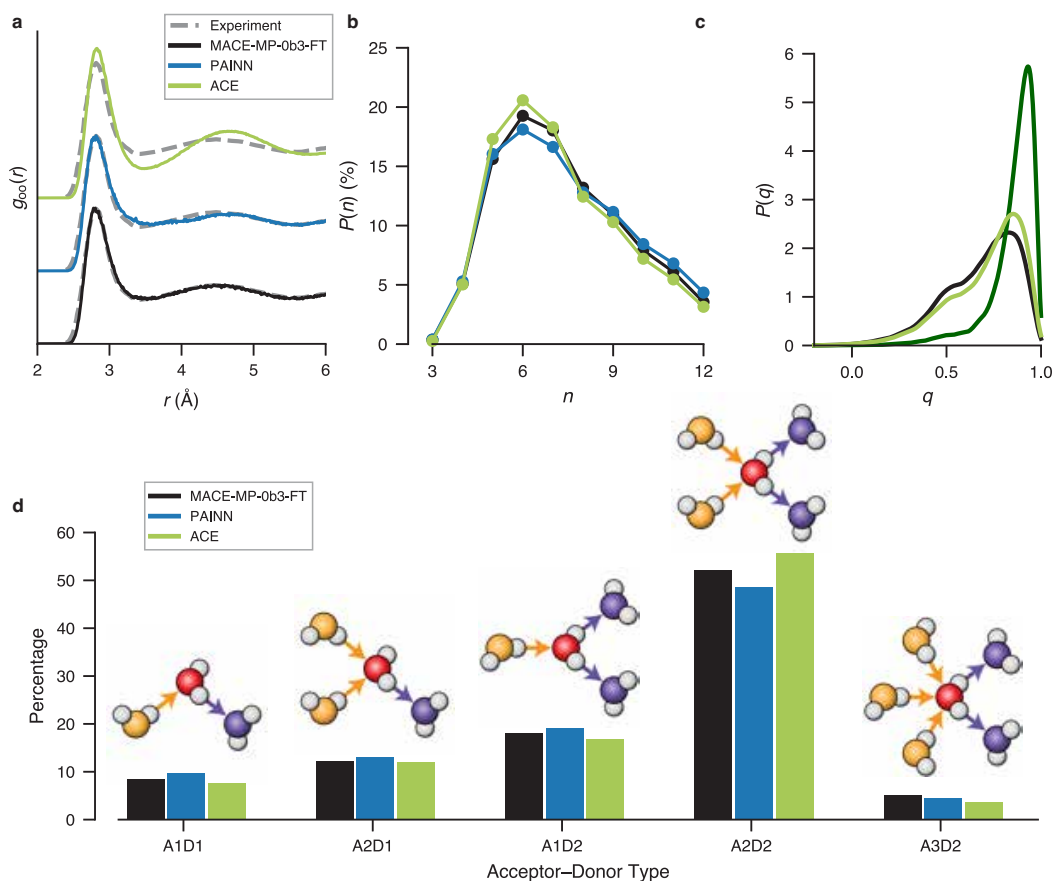 a
Experiment
MACE-MP-0b3-FT
PAINN
ACE
goo(r)
2 3 4 5 6
r (Å)
b
25
20
15
10
5
0
P(n) (%)
3 6 9 12
n
c
6
5
4
3
2
1
0
P(q)
0.0 0.5 1.0
q
d
MACE-MP-0b3-FT
PAINN
ACE
60
50
40
30
20
10
0
Percentage
A1D1 A2D1 A1D2 A2D2 A3D2
Acceptor–Donor Type